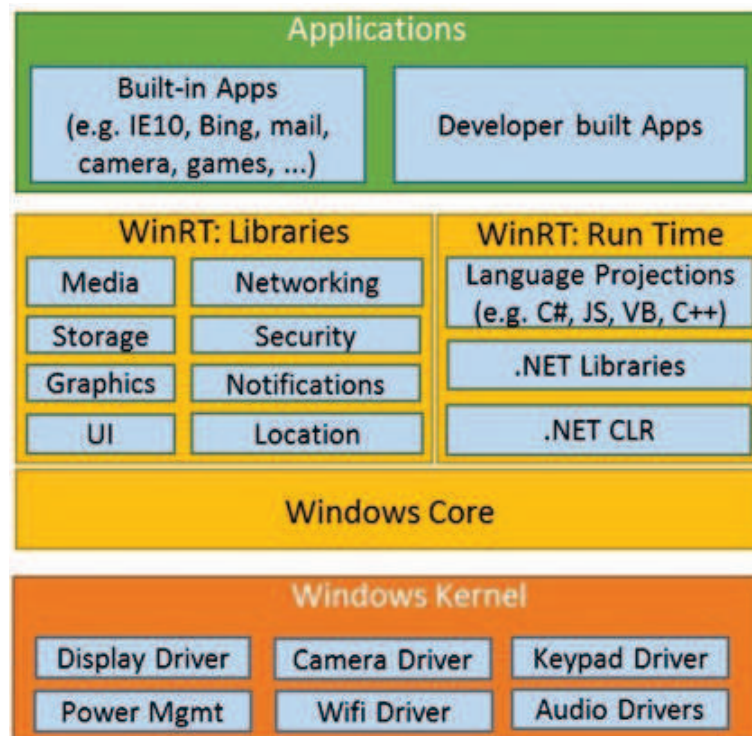 Applications
Built-in Apps
(e.g. IE10, Bing, mail,
camera, games, ...)
Developer built Apps
WinRT: Libraries
Media
Networking
Storage
Security
Graphics
Notifications
UI
Location
WinRT: Run Time
Language Projections
(e.g. C#, JS, VB, C++)
.NET Libraries
.NET CLR
Windows Core
Windows Kernel
Display Driver
Camera Driver
Keypad Driver
Power Mgmt
Wifi Driver
Audio Drivers